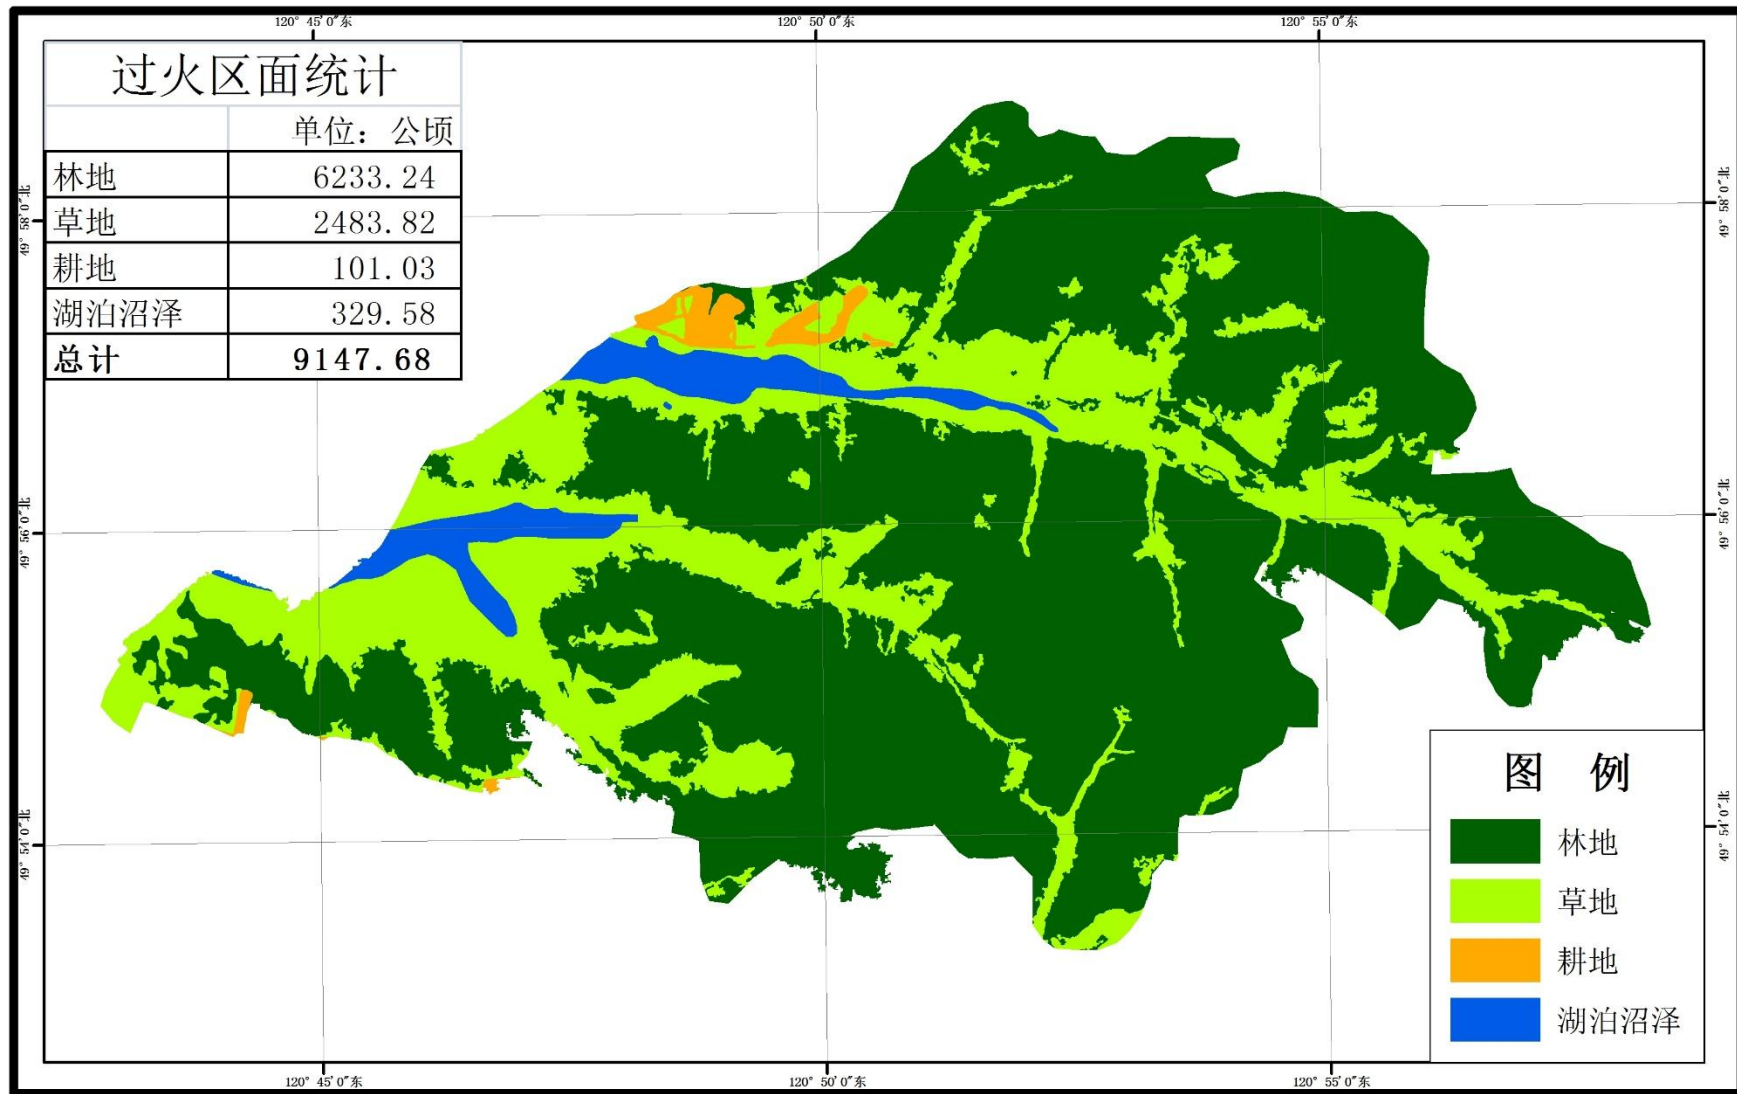 120° 45′ 0″东
120° 50′ 0″东
120° 55′ 0″东
过火区面统计
单位：公顷
林地 6233.24
草地 2483.82
耕地 101.03
湖泊沼泽 329.58
总计 9147.68
49° 58′ 0″北
49° 58′ 0″北
49° 56′ 0″北
49° 56′ 0″北
49° 54′ 0″北
49° 54′ 0″北
图 例
林地
草地
耕地
湖泊沼泽
120° 45′ 0″东
120° 50′ 0″东
120° 55′ 0″东